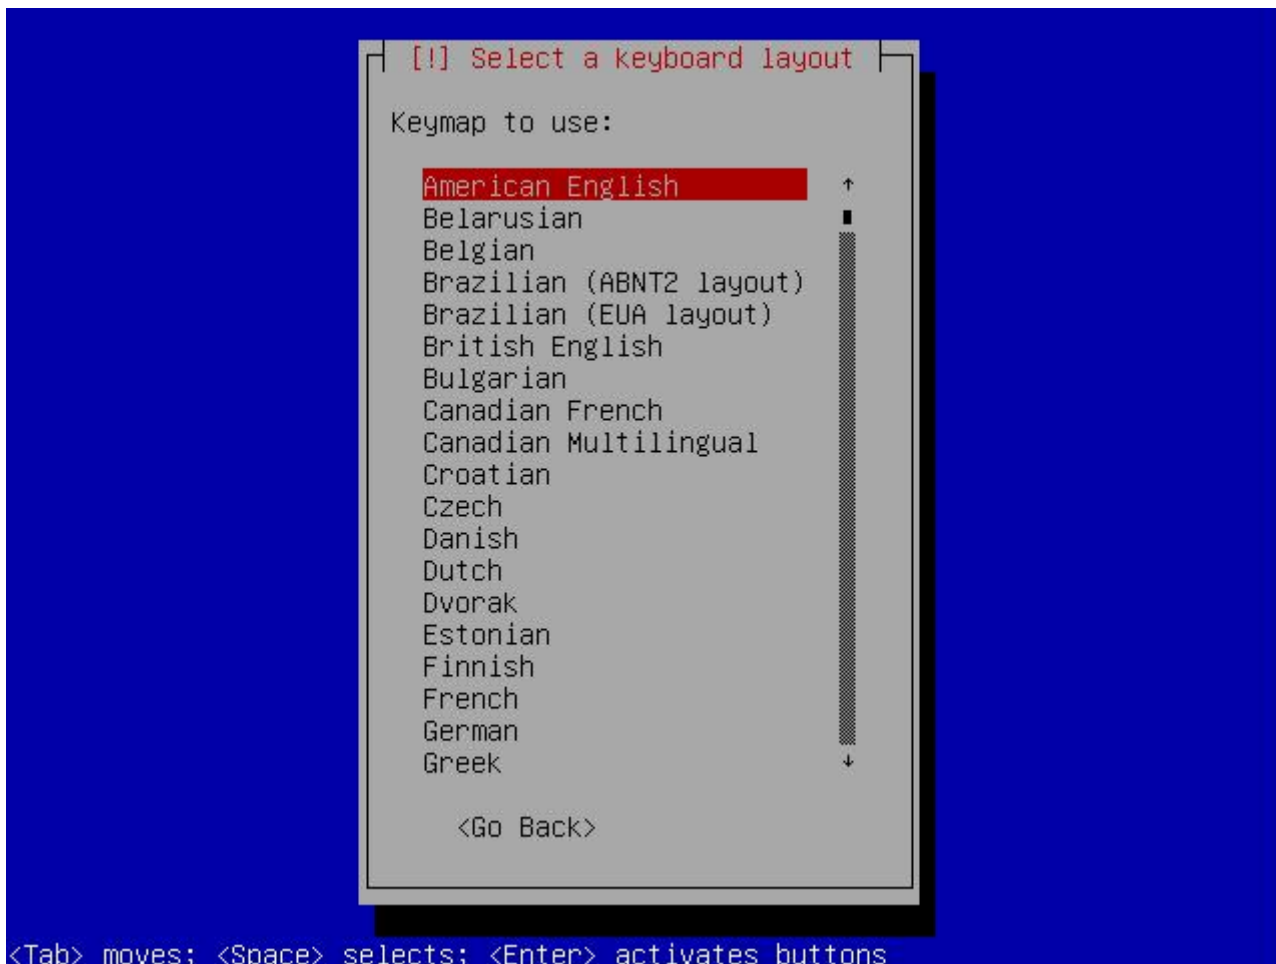 [!] Select a keyboard layout
Keymap to use:
American English
Belarusian
Belgian
Brazilian (ABNT2 layout)
Brazilian (EUA layout)
British English
Bulgarian
Canadian French
Canadian Multilingual
Croatian
Czech
Danish
Dutch
Dvorak
Estonian
Finnish
French
German
Greek
<Go Back>
<Tab> moves; <Space> selects; <Enter> activates buttons